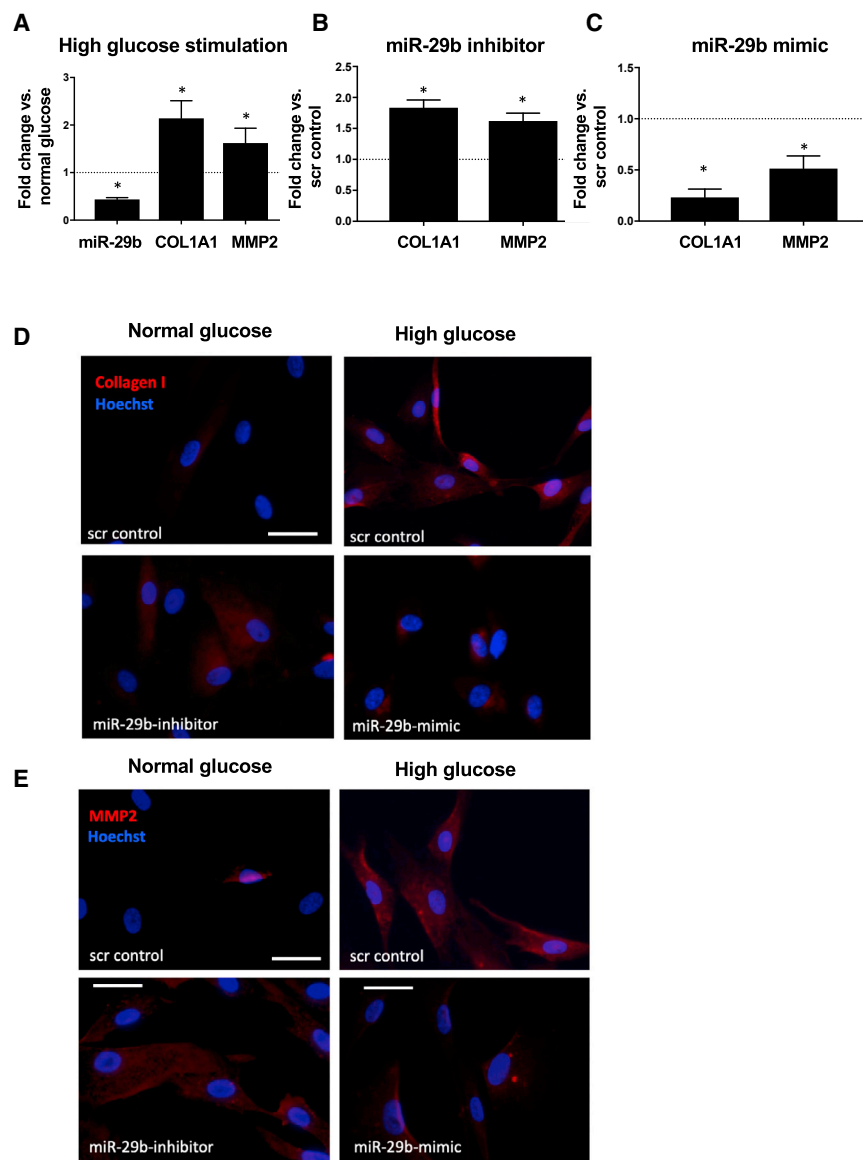 A
High glucose stimulation
Fold change vs.
normal glucose
3
2
1
0
*
*
*
miR-29b COL1A1 MMP2
B
miR-29b inhibitor
Fold change vs.
scr control
2.5
2.0
1.5
1.0
0.5
0.0
*
*
COL1A1 MMP2
C
miR-29b mimic
Fold change vs.
scr control
1.5
1.0
0.5
0.0
*
*
COL1A1 MMP2
D
Normal glucose
High glucose
Collagen I
Hoechst
scr control
scr control
miR-29b-inhibitor
miR-29b-mimic
E
Normal glucose
High glucose
MMP2
Hoechst
scr control
scr control
miR-29b-inhibitor
miR-29b-mimic